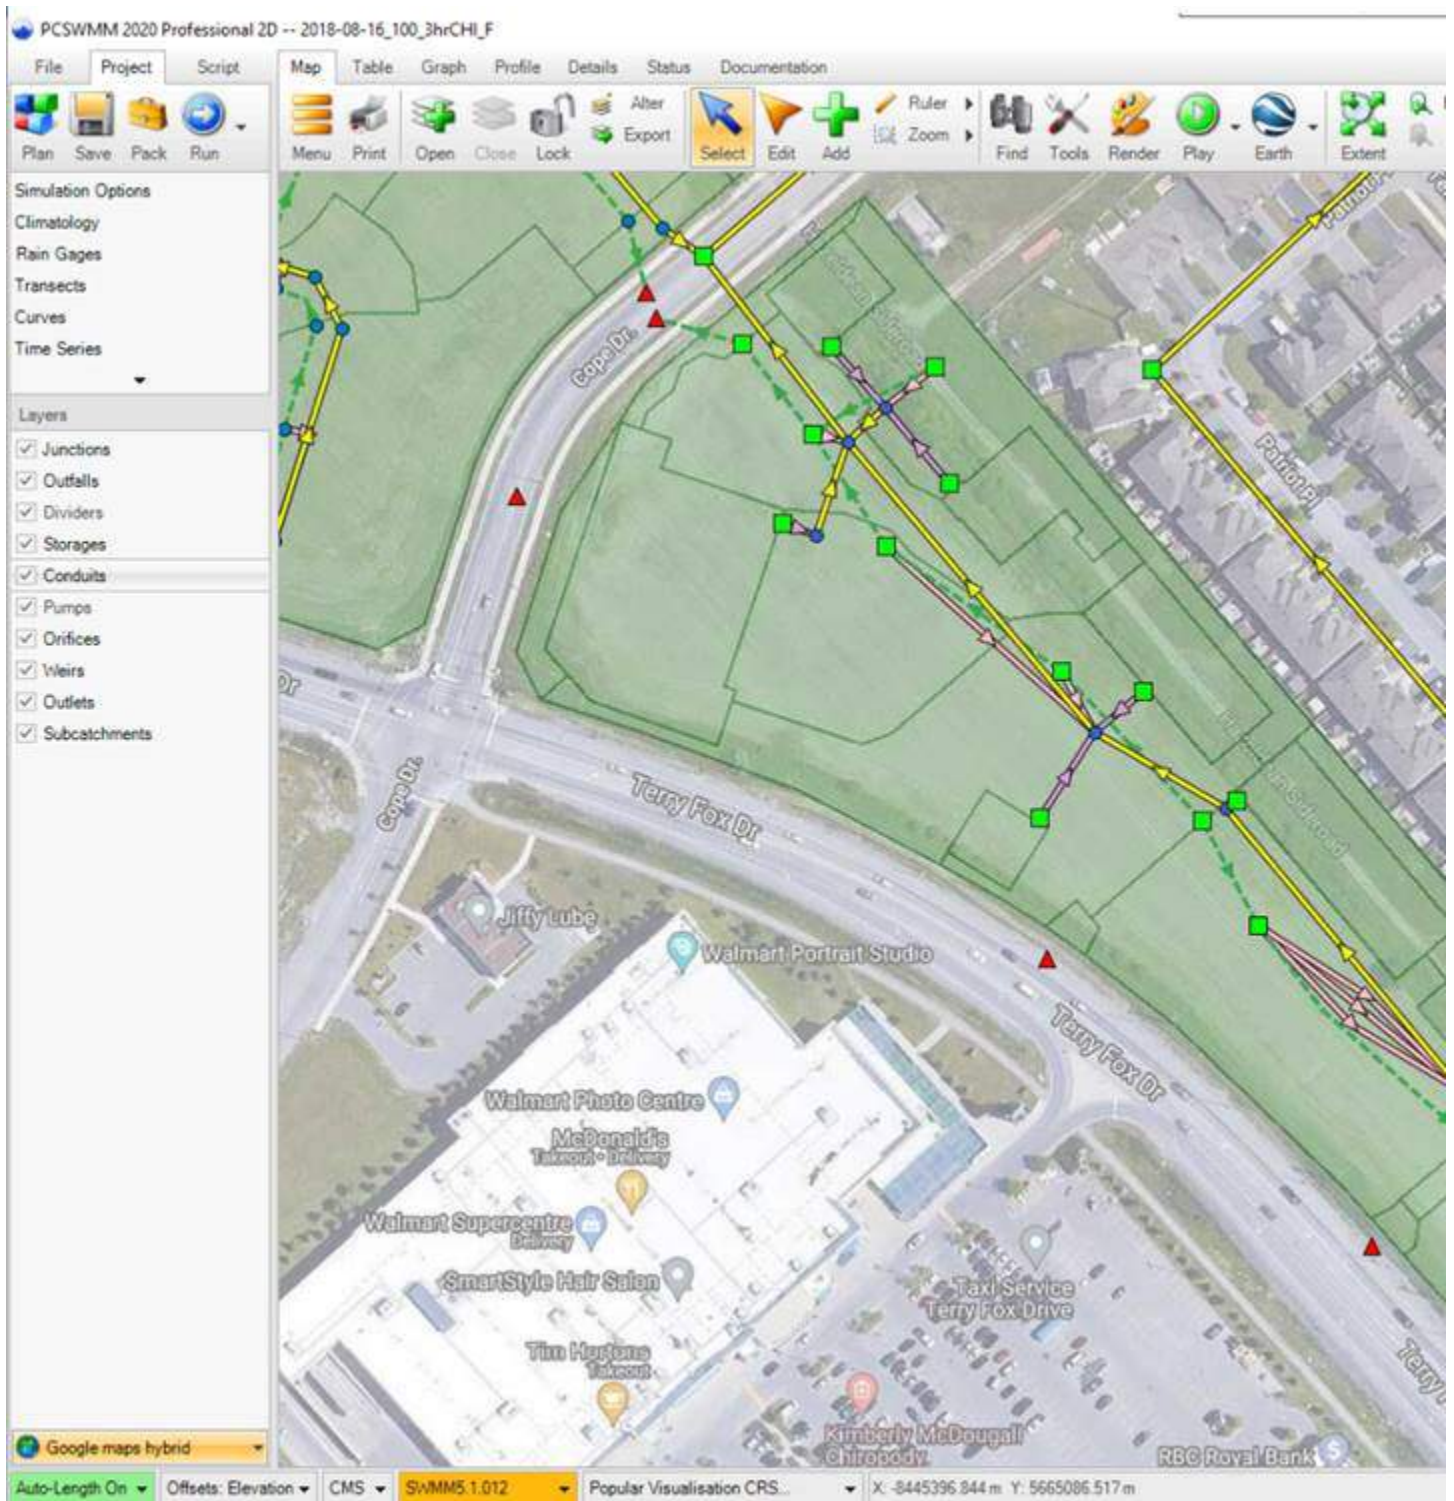 PCSWMM 2020 Professional 2D -- 2018-08-16_100_3hrCHI_F
File Project Script Map Table Graph Profile Details Status Documentation
Plan Save Pack Run
Menu Print Open Close Lock Alter Export
Select Edit Add Ruler Zoom
Find Tools Render Play Earth Extent
Simulation Options
Climatology
Rain Gages
Transects
Curves
Time Series
Layers
Junctions
Outfalls
Dividers
Storages
Conduits
Pumps
Orifices
Weirs
Outlets
Subcatchments
Cope Dr.
Patriot Pl
Patriot
Dr
Cope Dr.
Terry Fox Dr
Jiffy Lube
Walmart Portrait Studio
Terry Fox Dr
Walmart Photo Centre
McDonald's
Takeout • Delivery
Walmart Supercentre
Delivery
SmartStyle Hair Salon
Taxi Service
Terry Fox Drive
Tim Hortons
Takeout
Terry
Kimberly McDougall
Chiropody
RBC Royal Bank
Google maps hybrid
Auto-Length On Offsets: Elevation CMS SWMM5.1.012 Popular Visualisation CRS... X: -8445396.844 m Y: 5665086.517 m